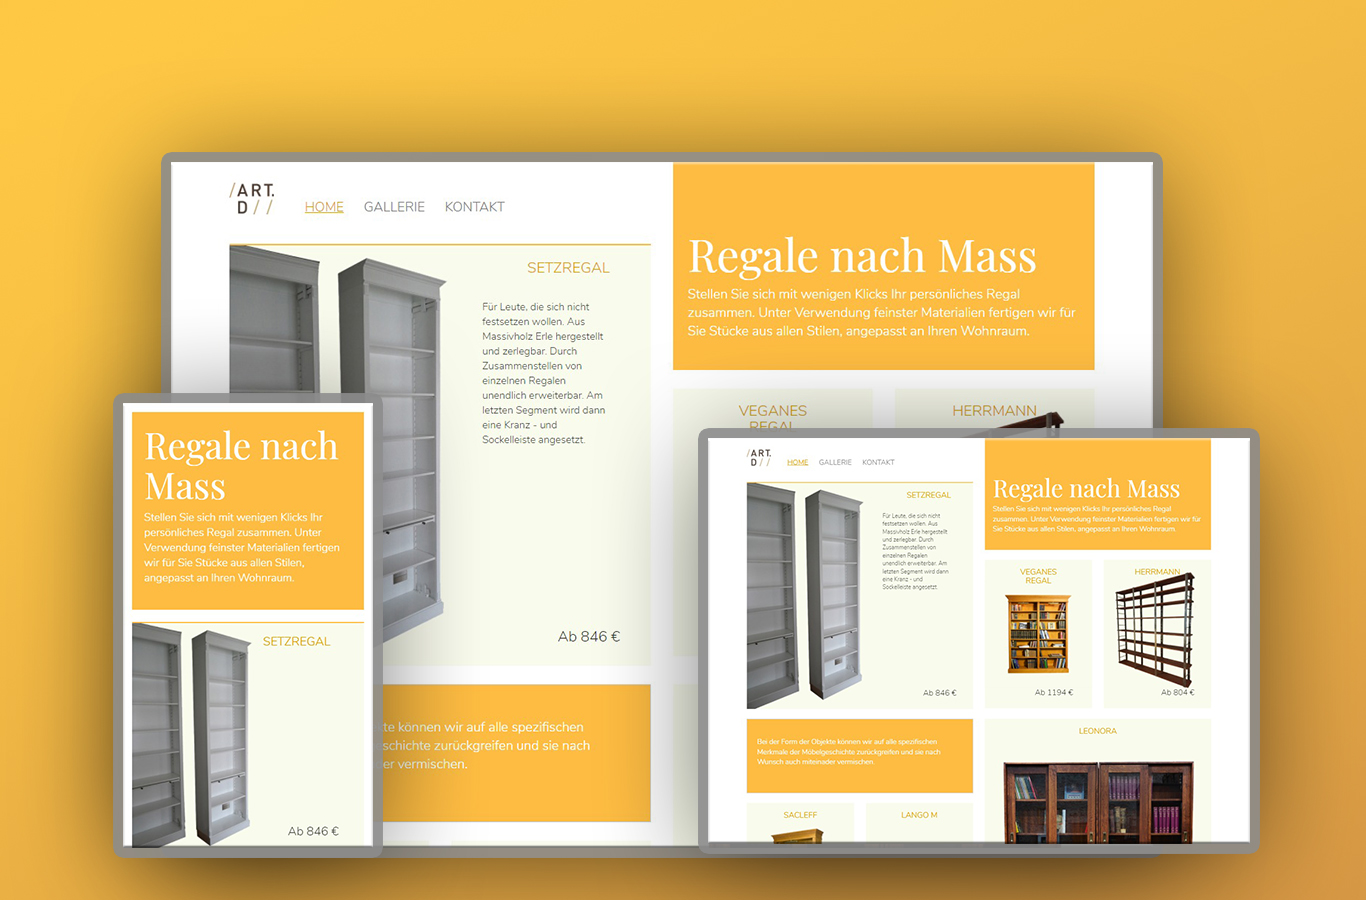 /ART.
D//
HOME GALLERIE KONTAKT
SETZREGAL
Für Leute, die sich nicht
festsetzen wollen. Aus
Massivholz Erle hergestellt
und zerlegbar. Durch
Zusammenstellen von
einzelnen Regalen
unendlich erweiterbar. Am
letzten Segment wird dann
eine Kranz - und
Sockelleiste angesetzt.
Ab 846 €
Regale nach Mass
Stellen Sie sich mit wenigen Klicks Ihr persönliches Regal
zusammen. Unter Verwendung feinster Materialien fertigen wir für
Sie Stücke aus allen Stilen, angepasst an Ihren Wohnraum.
VEGANES
REGAL
HERRMANN
te können wir auf alle spezifischen
schichte zurückgreifen und sie nach
er vermischen.
Regale nach
Mass
Stellen Sie sich mit wenigen Klicks Ihr
persönliches Regal zusammen. Unter
Verwendung feinster Materialien fertigen
wir für Sie Stücke aus allen Stilen,
angepasst an Ihren Wohnraum.
SETZREGAL
Ab 846 €
/ART.
D//
HOME GALLERIE KONTAKT
SETZREGAL
Für Leute, die sich nicht
festsetzen wollen. Aus
Massivholz Erle hergestellt
und zerlegbar. Durch
Zusammenstellen von
einzelnen Regalen
unendlich erweiterbar. Am
letzten Segment wird dann
eine Kranz - und
Sockelleiste angesetzt.
Ab 846 €
Regale nach Mass
Stellen Sie sich mit wenigen Klicks Ihr persönliches Regal
zusammen. Unter Verwendung feinster Materialien fertigen wir für
Sie Stücke aus allen Stilen, angepasst an Ihren Wohnraum.
VEGANES
REGAL
Ab 1194 €
HERRMANN
Ab 804 €
Bei der Form der Objekte können wir auf alle spezifischen
Merkmale der Möbelgeschichte zurückgreifen und sie nach
Wunsch auch miteinader vermischen.
LEONORA
SACLEFF
LANGO M